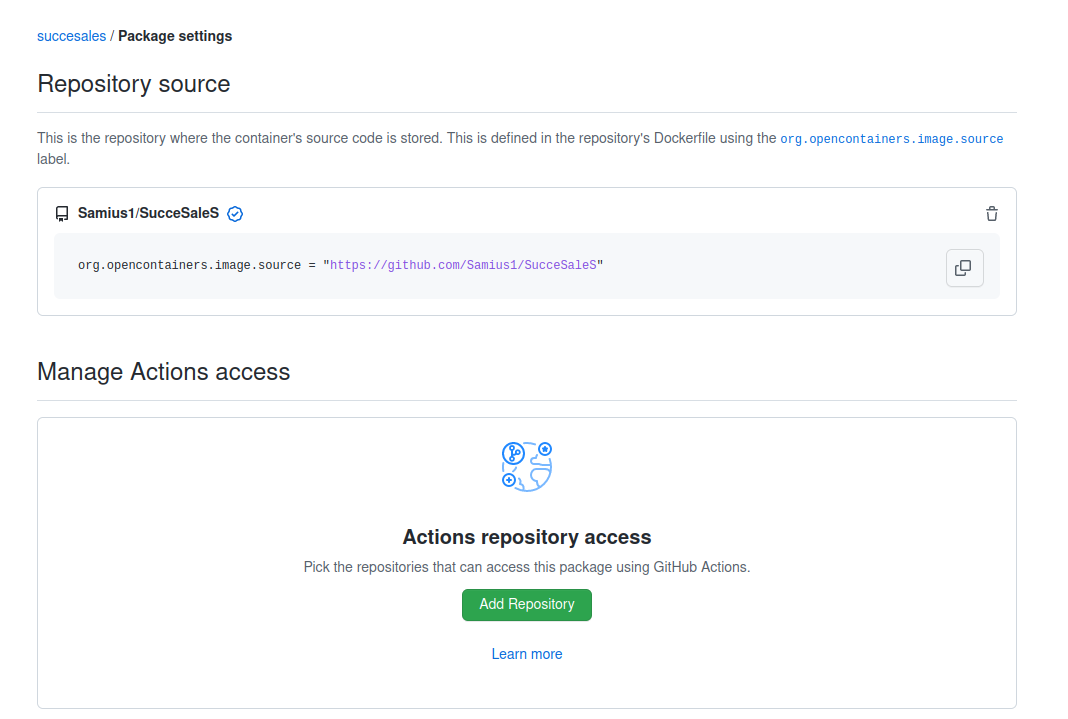 succesales / Package settings
Repository source
This is the repository where the container's source code is stored. This is defined in the repository's Dockerfile using the org.opencontainers.image.source
label.
Samius1/SucceSaleS
org.opencontainers.image.source = "https://github.com/Samius1/SucceSaleS"
Manage Actions access
Actions repository access
Pick the repositories that can access this package using GitHub Actions.
Add Repository
Learn more